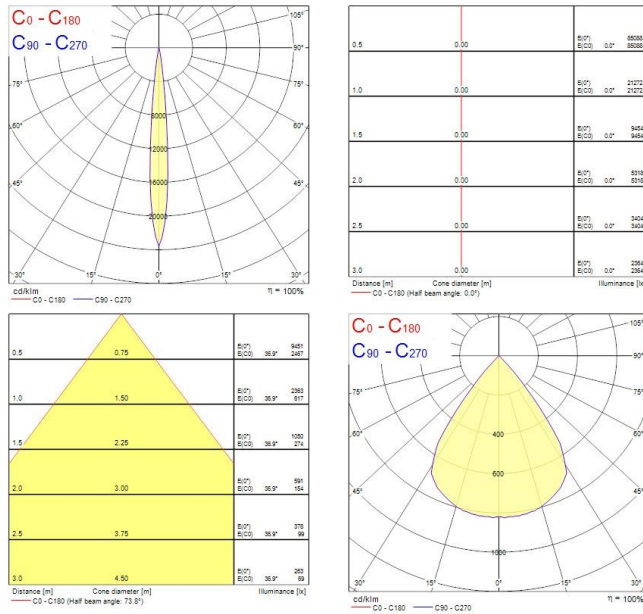 C0 - C180
C90 - C270
105°
90°
75°
75°
60°
60°
45°
45°
8000
2000
16000
20000
30°
15°
0°
15°
30°
cd/klm
η = 100%
C0 - C180
C90 - C270
0.5 0.00 E(0°) 85088
E(C0) 0.0° 85088
1.0 0.00 E(0°) 21272
E(C0) 0.0° 21272
1.5 0.00 E(0°) 9454
E(C0) 0.0° 9454
2.0 0.00 E(0°)
E(C0) 0.0°
2.5 0.00 E(0°) 3404
E(C0) 0.0° 3404
3.0 0.00 E(0°) 2364
E(C0) 0.0° 2364
Distance [m] Cone diameter [m] Illuminance [lx
C0 - C180 (Half beam angle: 0.0°)
0.5 0.75 E(0°) 9451
E(C0) 36.9° 2467
1.0 1.50 E(0°) 2363
E(C0) 36.9° 617
1.5 2.25 E(0°) 1050
E(C0) 36.9° 274
2.0 3.00 E(0°) 591
E(C0) 36.9° 154
2.5 3.75 E(0°) 378
E(C0) 36.9° 99
3.0 4.50 E(0°) 263
E(C0) 36.9° 69
Distance [m] Cone diameter [m] Illuminance [lx]
C0 - C180 (Half beam angle: 73.8°)
C0 - C180
C90 - C270
105°
90°
75°
75°
60°
60°
45°
45°
400
600
1000
30°
15°
0°
15°
30°
cd/klm
η = 100%
C0 - C180
C90 - C270